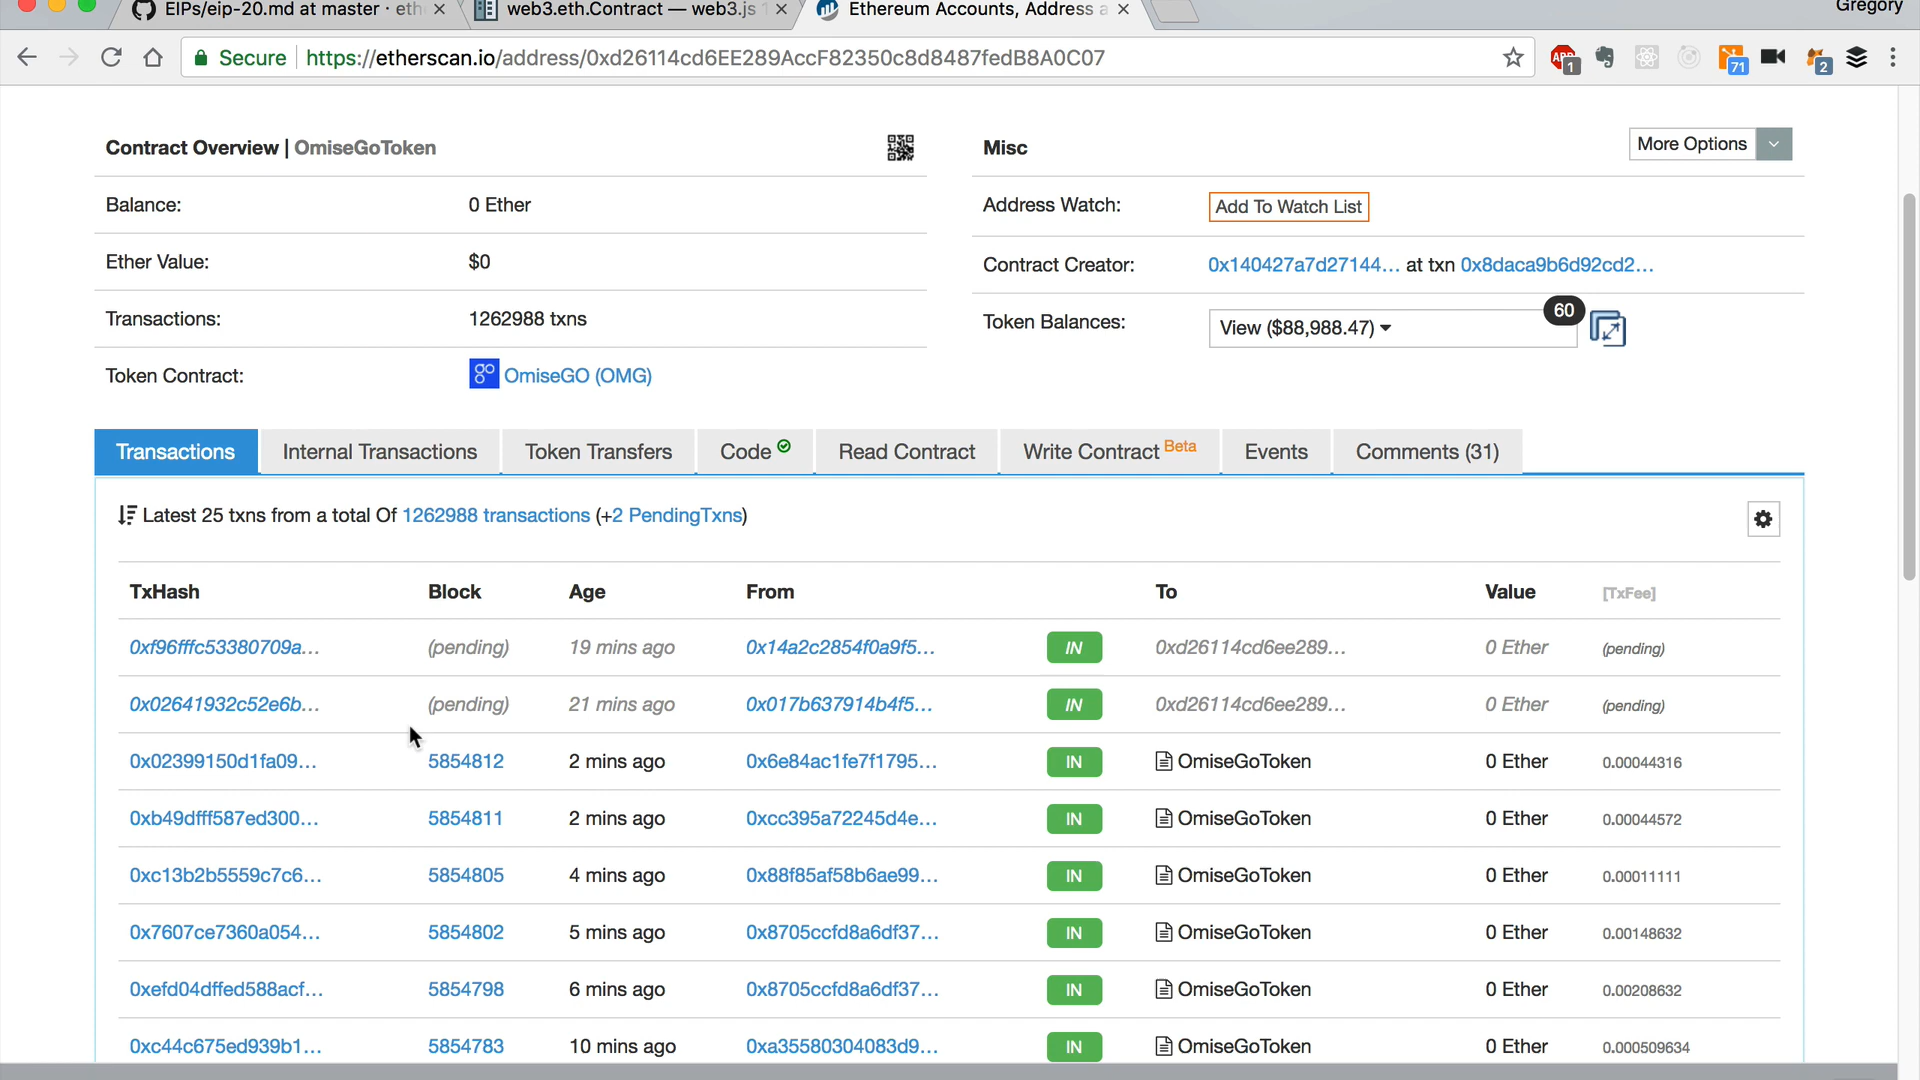 EIPs/eip-20.md at master · eth
web3.eth.Contract — web3.js 1
Ethereum Accounts, Address a
Gregory
Secure
https://etherscan.io/address/0xd26114cd6EE289AccF82350c8d8487fedB8A0C07
ABP 1
71
2
Contract Overview | OmiseGoToken
Balance: 0 Ether
Ether Value: $0
Transactions: 1262988 txns
Token Contract: OmiseGO (OMG)
Misc
More Options
Address Watch: Add To Watch List
Contract Creator: 0x140427a7d27144... at txn 0x8daca9b6d92cd2...
Token Balances: View ($88,988.47) 60
Transactions Internal Transactions Token Transfers Code Read Contract Write Contract Beta Events Comments (31)
Latest 25 txns from a total Of 1262988 transactions (+2 PendingTxns)
TxHash Block Age From To Value [TxFee]
0xf96fffc53380709a... (pending) 19 mins ago 0x14a2c2854f0a9f5... IN 0xd26114cd6ee289... 0 Ether (pending)
0x02641932c52e6b... (pending) 21 mins ago 0x017b637914b4f5... IN 0xd26114cd6ee289... 0 Ether (pending)
0x02399150d1fa09... 5854812 2 mins ago 0x6e84ac1fe7f1795... IN OmiseGoToken 0 Ether 0.00044316
0xb49dfff587ed300... 5854811 2 mins ago 0xcc395a72245d4e... IN OmiseGoToken 0 Ether 0.00044572
0xc13b2b5559c7c6... 5854805 4 mins ago 0x88f85af58b6ae99... IN OmiseGoToken 0 Ether 0.00011111
0x7607ce7360a054... 5854802 5 mins ago 0x8705ccfd8a6df37... IN OmiseGoToken 0 Ether 0.00148632
0xefd04dffed588acf... 5854798 6 mins ago 0x8705ccfd8a6df37... IN OmiseGoToken 0 Ether 0.00208632
0xc44c675ed939b1... 5854783 10 mins ago 0xa35580304083d9... IN OmiseGoToken 0 Ether 0.000509634